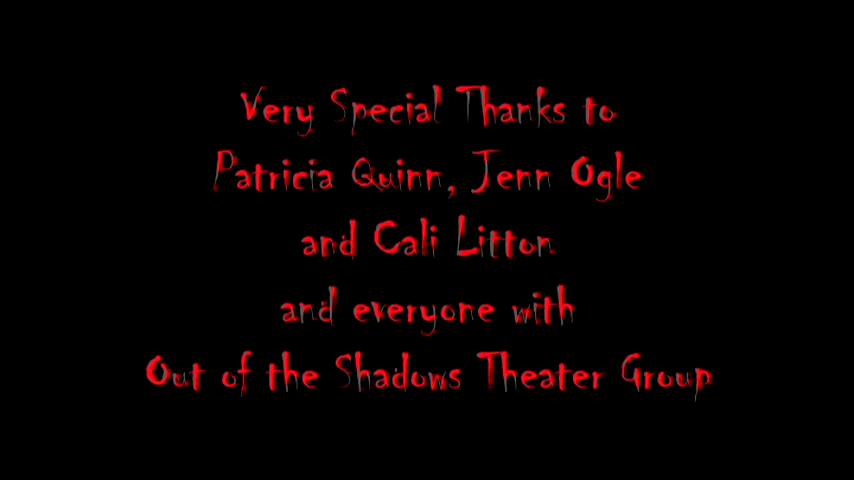 Very Special Thanks to
Patricia Quinn, Jenn Ogle
and Cali Litton
and everyone with
Out of the Shadows Theater Group